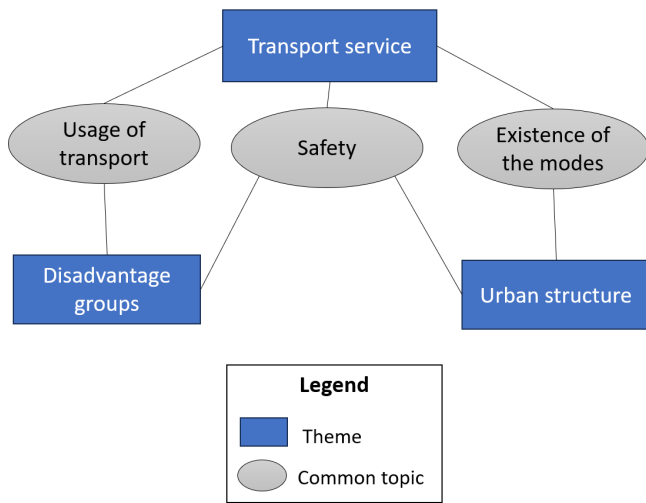 Transport service
Usage of
transport
Safety
Existence of
the modes
Disadvantage
groups
Urban structure
Legend
Theme
Common topic